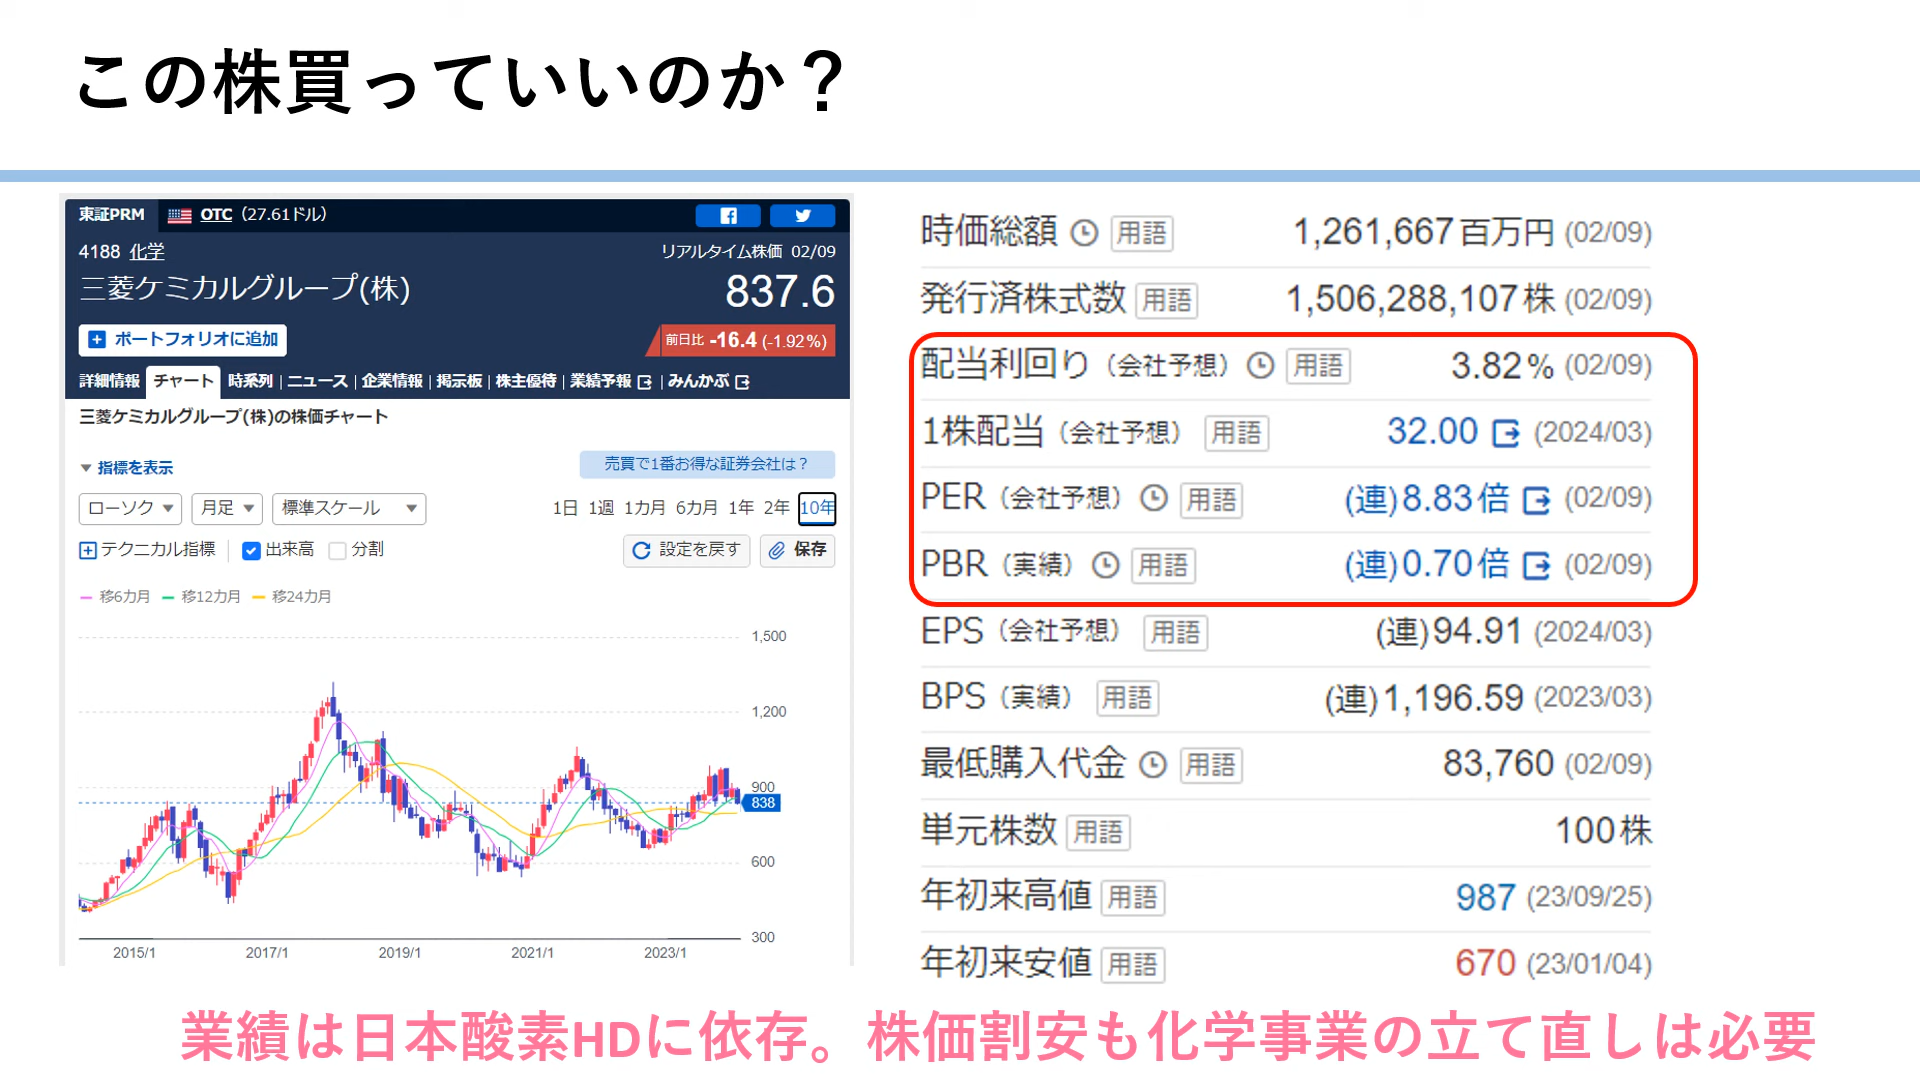 この株買っていいのか？
東証PRM OTC（27.61ドル）
4188 化学 リアルタイム株価 02/09
三菱ケミカルグループ(株) 837.6
ポートフォリオに追加 前日比 -16.4 (-1.92%)
詳細情報 チャート 時系列 ニュース 企業情報 掲示板 株主優待 業績予報 みんかぶ
三菱ケミカルグループ(株)の株価チャート
▼ 指標を表示 売買で1番お得な証券会社は？
ローソク ▼ 月足 ▼ 標準スケール ▼ 1日 1週 1カ月 6カ月 1年 2年 10年
テクニカル指標 出来高 分割 設定を戻す 保存
移6カ月 移12カ月 移24カ月
1,500
1,200
900
838
600
300
2015/1 2017/1 2019/1 2021/1 2023/1
時価総額 用語 1,261,667百万円 (02/09)
発行済株式数 用語 1,506,288,107株 (02/09)
配当利回り（会社予想） 用語 3.82% (02/09)
1株配当（会社予想） 用語 32.00 (2024/03)
PER（会社予想） 用語 (連)8.83倍 (02/09)
PBR（実績） 用語 (連)0.70倍 (02/09)
EPS（会社予想） 用語 (連)94.91 (2024/03)
BPS（実績） 用語 (連)1,196.59 (2023/03)
最低購入代金 用語 83,760 (02/09)
単元株数 用語 100株
年初来高値 用語 987 (23/09/25)
年初来安値 用語 670 (23/01/04)
業績は日本酸素HDに依存。株価割安も化学事業の立て直しは必要